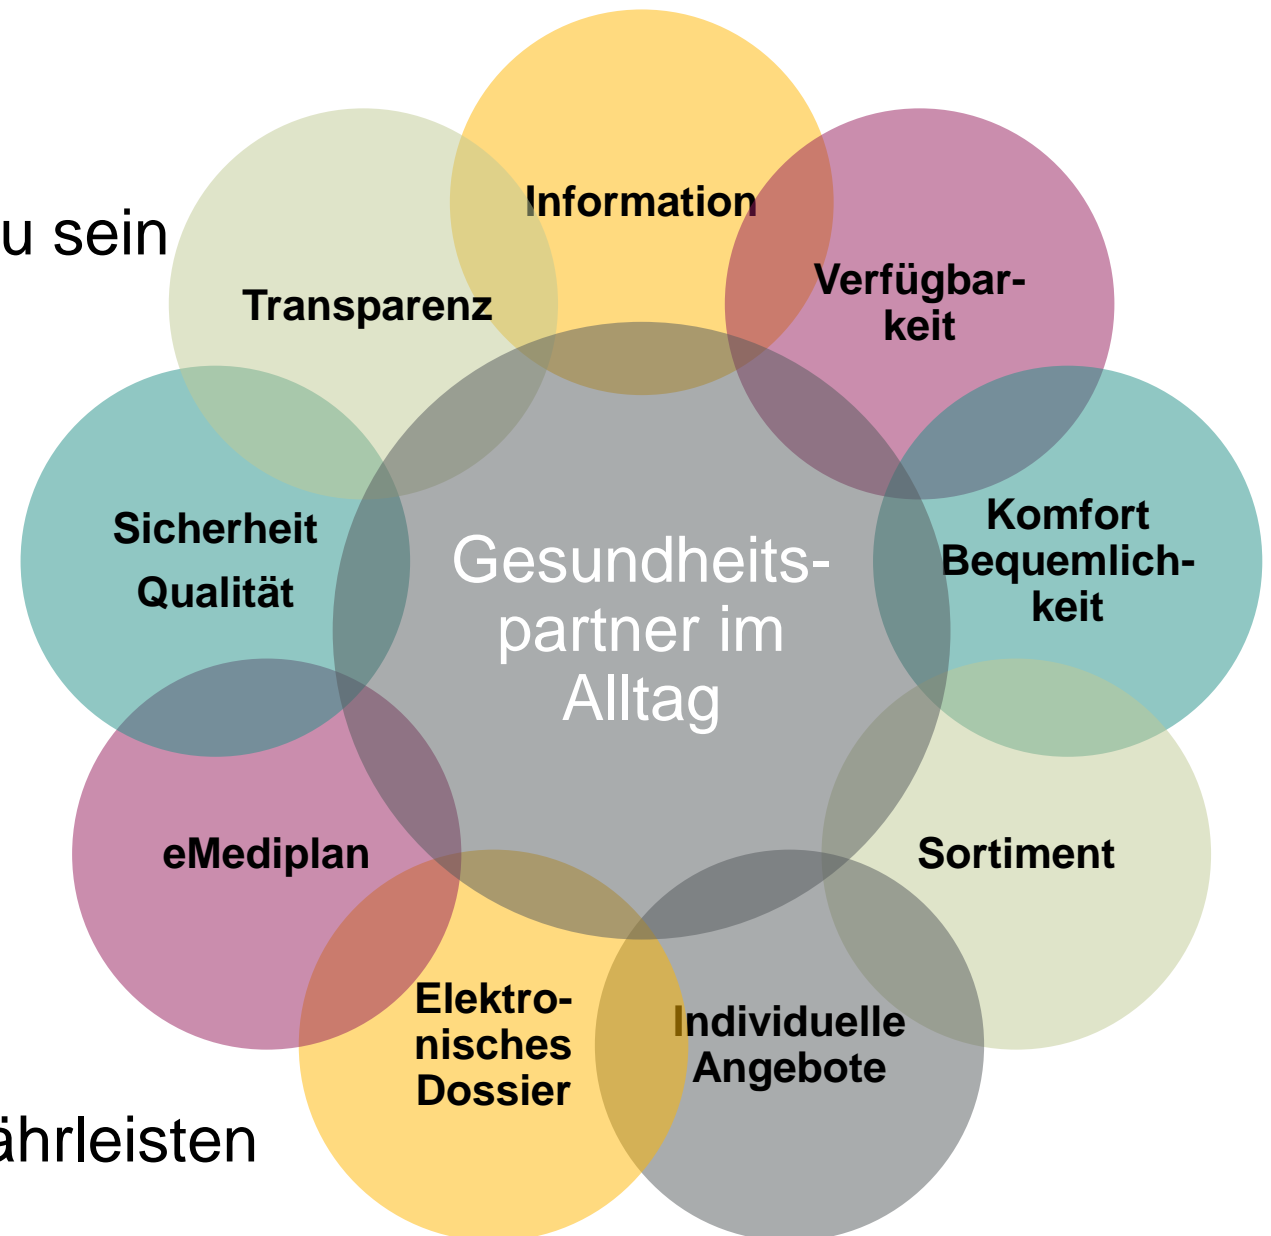 Information
u sein
Verfügbar-
keit
Transparenz
Komfort
Bequemlich-
keit
Sicherheit
Qualität
Gesundheits-
partner im
Alltag
eMediplan
Sortiment
Elektro-
nisches
Dossier
Individuelle
Angebote
ährleisten